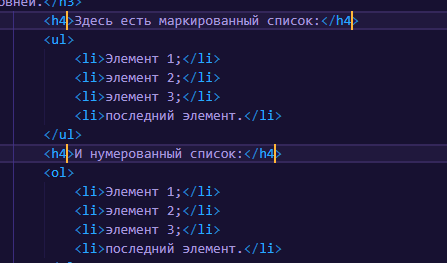 овней.</h3>
<h4>Здесь есть маркированный список:</h4>
<ul>
<li>Элемент 1;</li>
<li>элемент 2;</li>
<li>элемент 3;</li>
<li>последний элемент.</li>
</ul>
<h4>И нумерованный список:</h4>
<ol>
<li>Элемент 1;</li>
<li>элемент 2;</li>
<li>элемент 3;</li>
<li>последний элемент.</li>